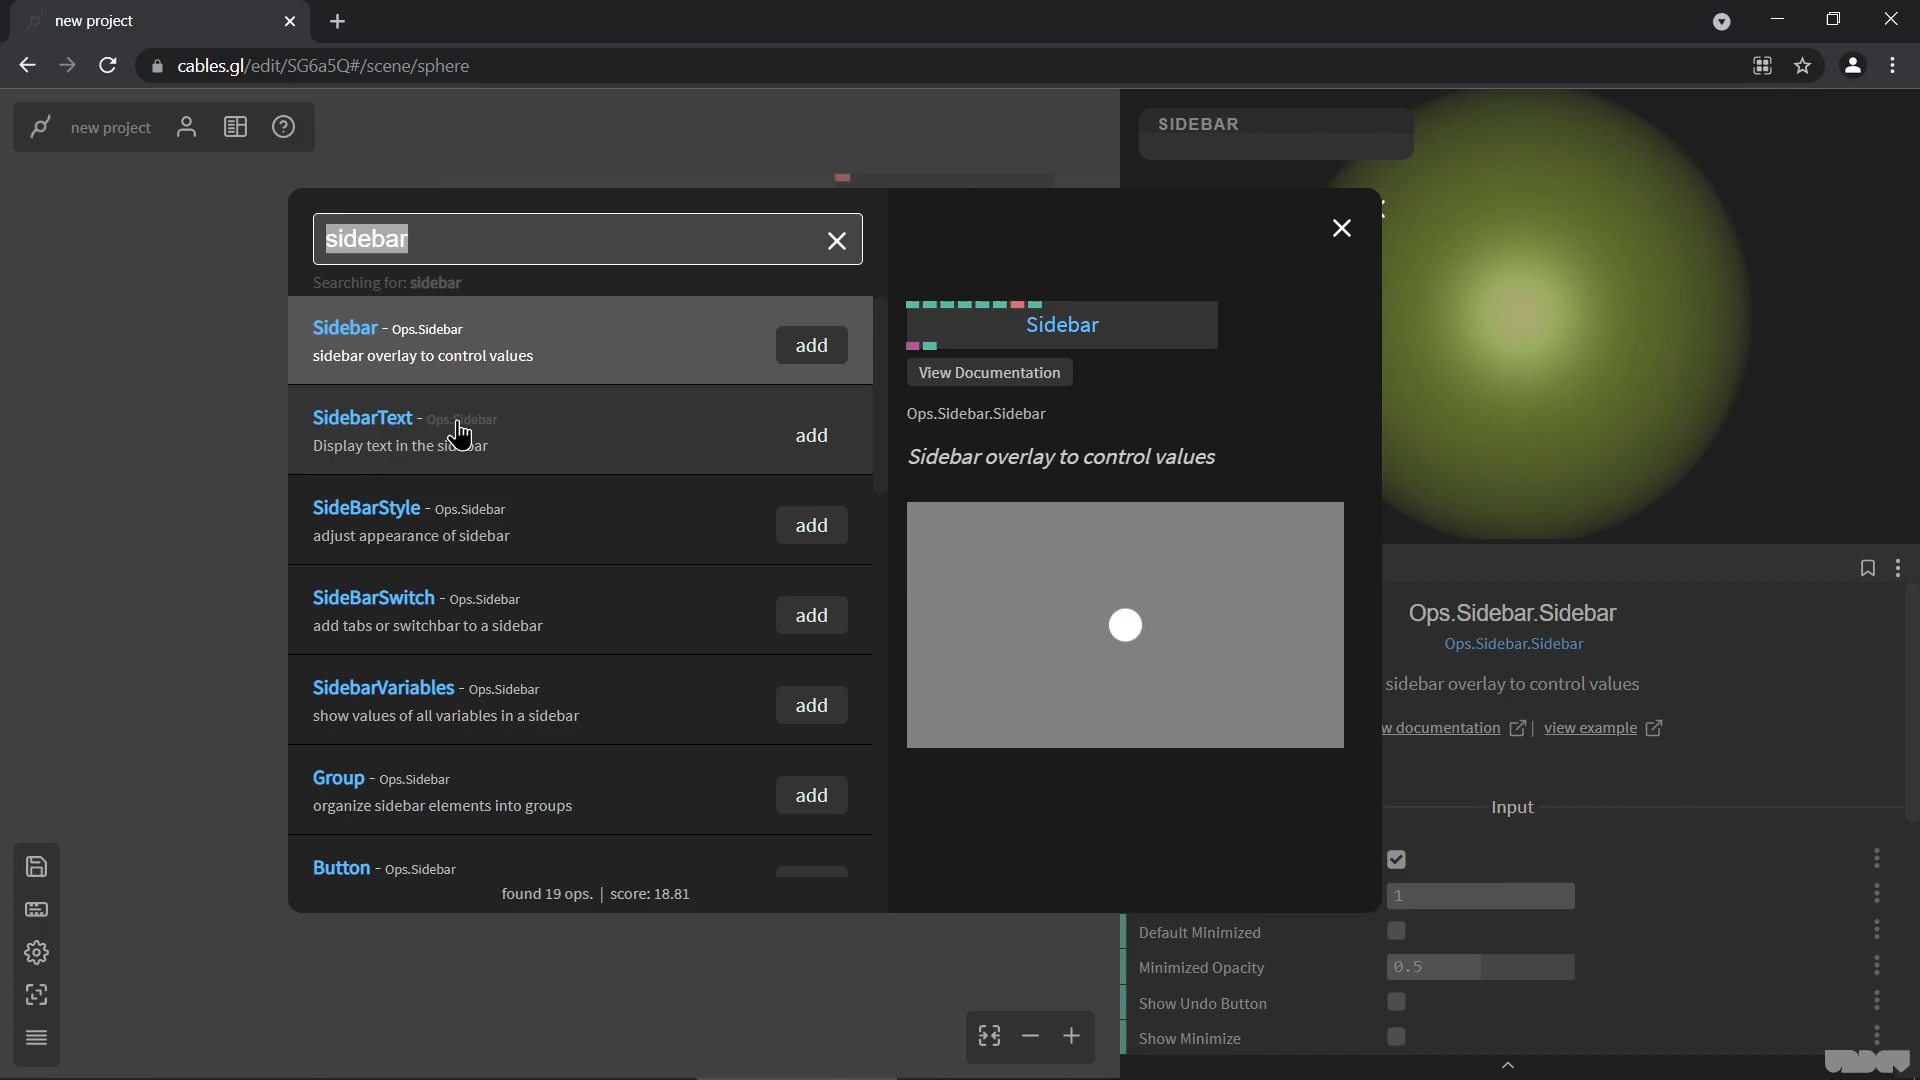 new project
cables.gl/edit/SG6a5Q#/scene/sphere
new project
SIDEBAR
sidebar
Searching for: sidebar
Sidebar - Ops.Sidebar
sidebar overlay to control values
add
SidebarText - Ops.Sidebar
Display text in the sidebar
add
SideBarStyle - Ops.Sidebar
adjust appearance of sidebar
add
SideBarSwitch - Ops.Sidebar
add tabs or switchbar to a sidebar
add
SidebarVariables - Ops.Sidebar
show values of all variables in a sidebar
add
Group - Ops.Sidebar
organize sidebar elements into groups
add
Button - Ops.Sidebar
found 19 ops. | score: 18.81
Sidebar
View Documentation
Ops.Sidebar.Sidebar
Sidebar overlay to control values
Ops.Sidebar.Sidebar
Ops.Sidebar.Sidebar
sidebar overlay to control values
w documentation | view example
Input
1
Default Minimized
Minimized Opacity
0.5
Show Undo Button
Show Minimize